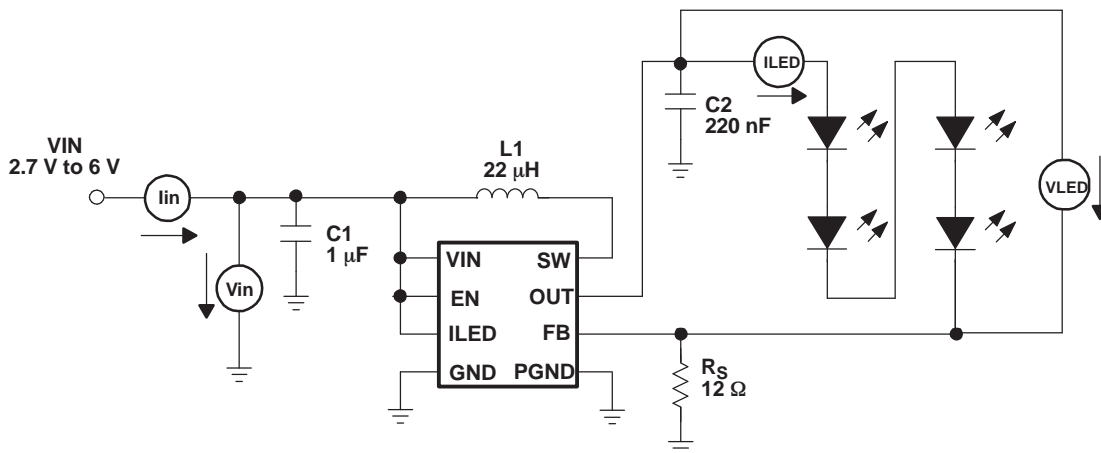 ILED
C2
220 nF
VIN
2.7 V to 6 V
L1
22 μH
VLED
Iin
C1
1 μF
VIN
SW
Vin
EN
OUT
ILED
FB
GND
PGND
RS
12 Ω